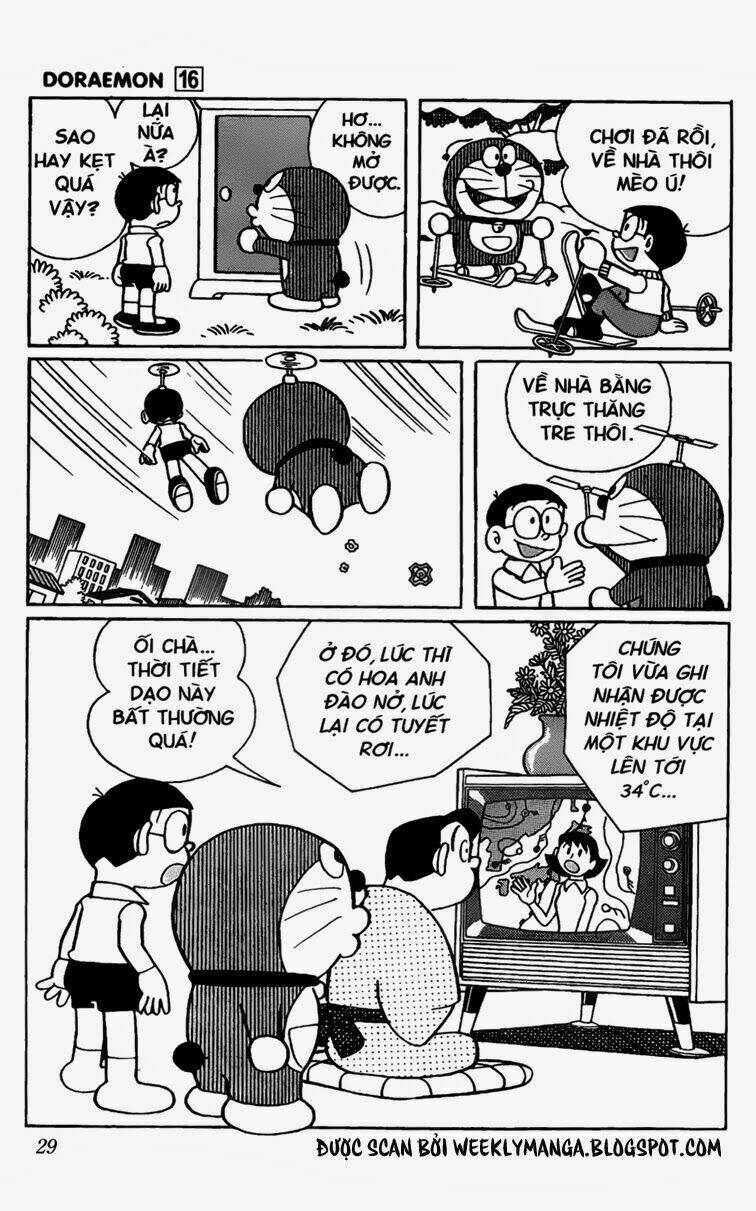 DORAEMON 16
CHƠI ĐÃ RỒI,
VỀ NHÀ THÔI
MÈO Ú!
HƠ...
KHÔNG
MỞ
ĐƯỢC.
LẠI
NỮA
À?
SAO
HAY KẸT
QUÁ
VẬY?
VỀ NHÀ BẰNG
TRỰC THĂNG
TRE THÔI.
CHÚNG
TÔI VỪA GHI
NHẬN ĐƯỢC
NHIỆT ĐỘ TẠI
MỘT KHU VỰC
LÊN TỚI
34°C...
Ở ĐÓ, LÚC THÌ
CÓ HOA ANH
ĐÀO NỞ, LÚC
LẠI CÓ TUYẾT
RƠI...
ỐI CHÀ...
THỜI TIẾT
DẠO NÀY
BẤT THƯỜNG
QUÁ!
29
ĐƯỢC SCAN BỞI WEEKLYMANGA.BLOGSPOT.COM